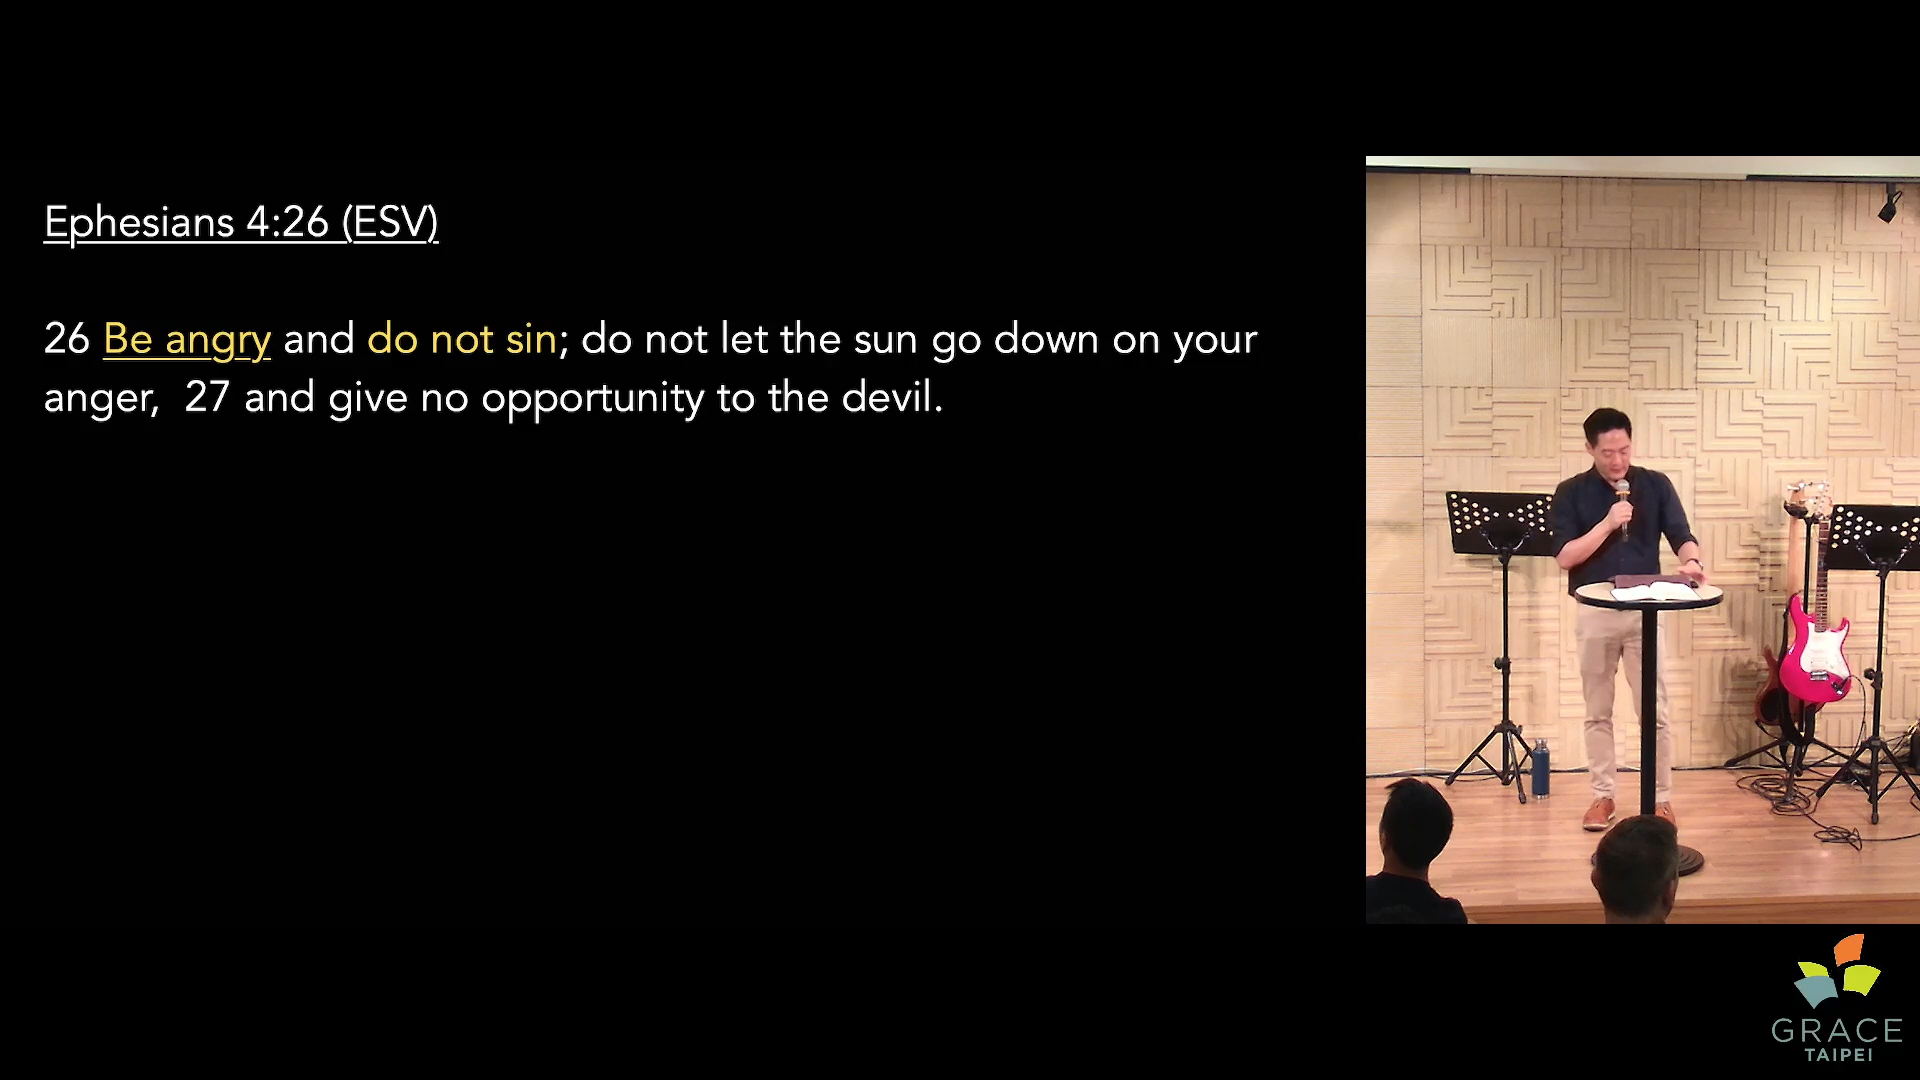 Ephesians 4:26 (ESV)
26 Be angry and do not sin; do not let the sun go down on your
anger,  27 and give no opportunity to the devil.
GRACE
TAIPEI